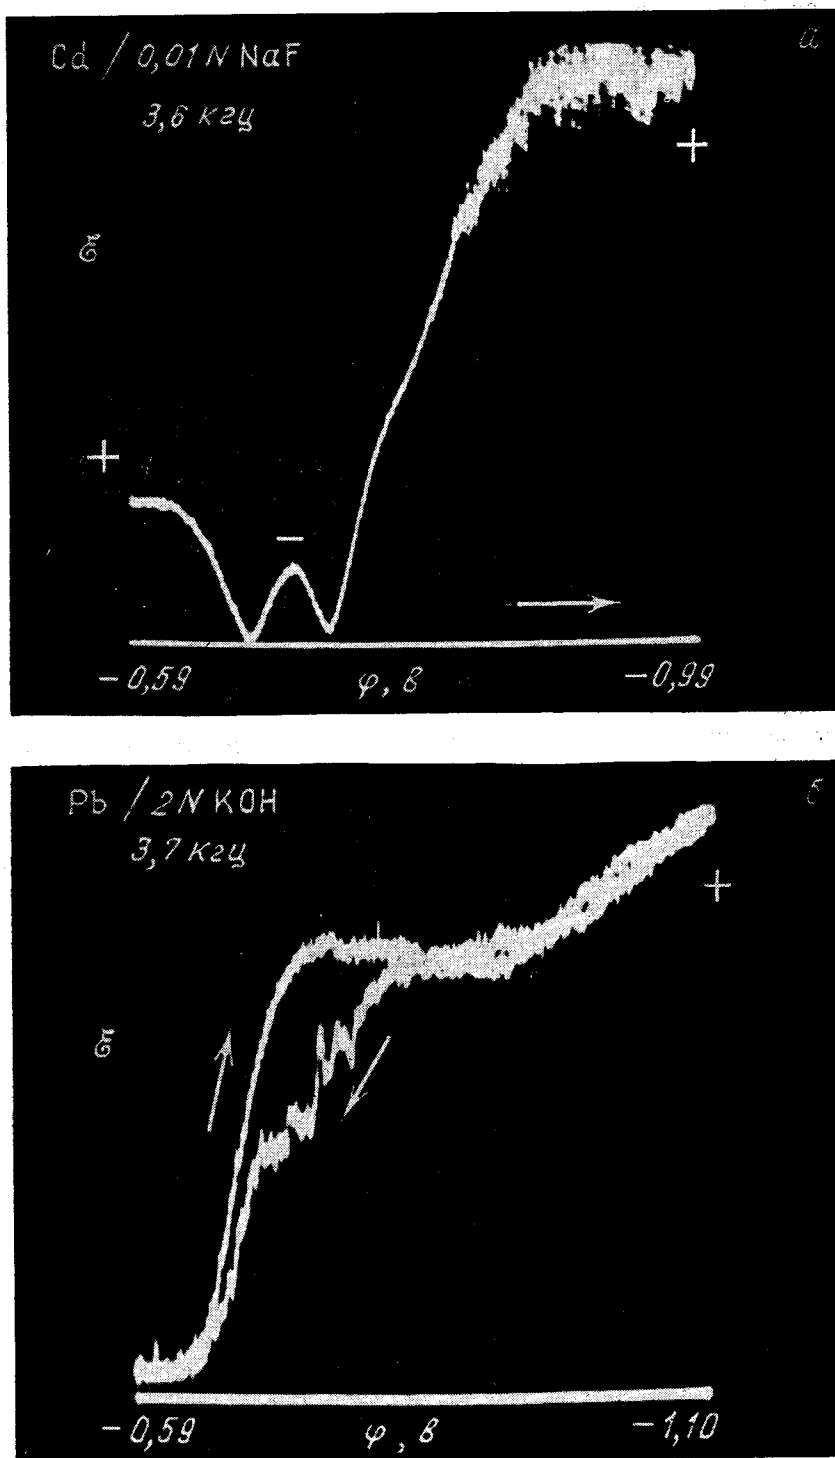 Cd / 0,01 N NaF
а
3,6 кгц
+
+
–
−0,59 φ, в −0,99
Pb / 2N KOH
б
3,7 кгц
+
−0,59 φ, в −1,10